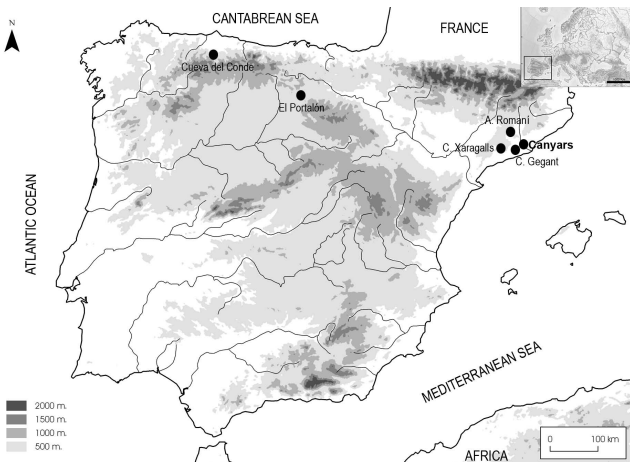 CANTABREAN SEA
FRANCE
N
Cueva del Conde
El Portalón
A. Romaní
Canyars
C. Xaragalls
C. Gegant
ATLANTIC OCEAN
MEDITERRANEAN SEA
2000 m.
1500 m.
1000 m.
500 m.
0 100 km
AFRICA